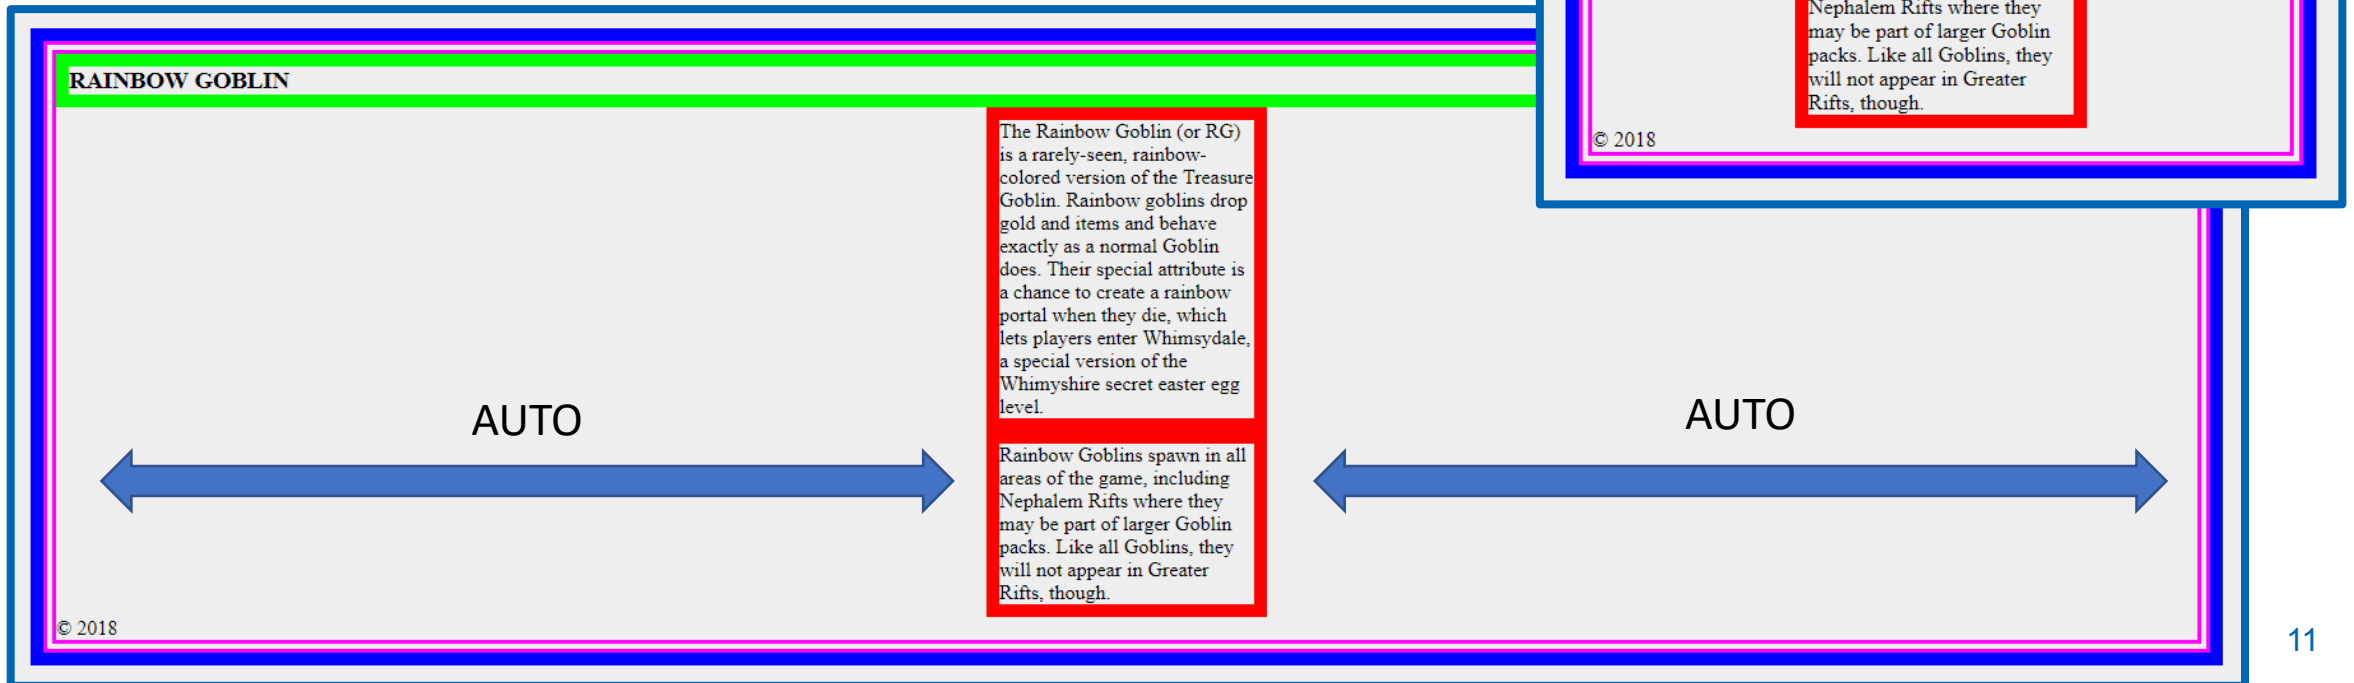 RAINBOW GOBLIN
The Rainbow Goblin (or RG)
is a rarely-seen, rainbow-
colored version of the Treasure
Goblin. Rainbow goblins drop
gold and items and behave
exactly as a normal Goblin
does. Their special attribute is
a chance to create a rainbow
portal when they die, which
lets players enter Whimsydale,
a special version of the
Whimyshire secret easter egg
level.
Rainbow Goblins spawn in all
areas of the game, including
Nephalem Rifts where they
may be part of larger Goblin
packs. Like all Goblins, they
will not appear in Greater
Rifts, though.
© 2018
AUTO
AUTO
Nephalem Rifts where they
may be part of larger Goblin
packs. Like all Goblins, they
will not appear in Greater
Rifts, though.
© 2018
11